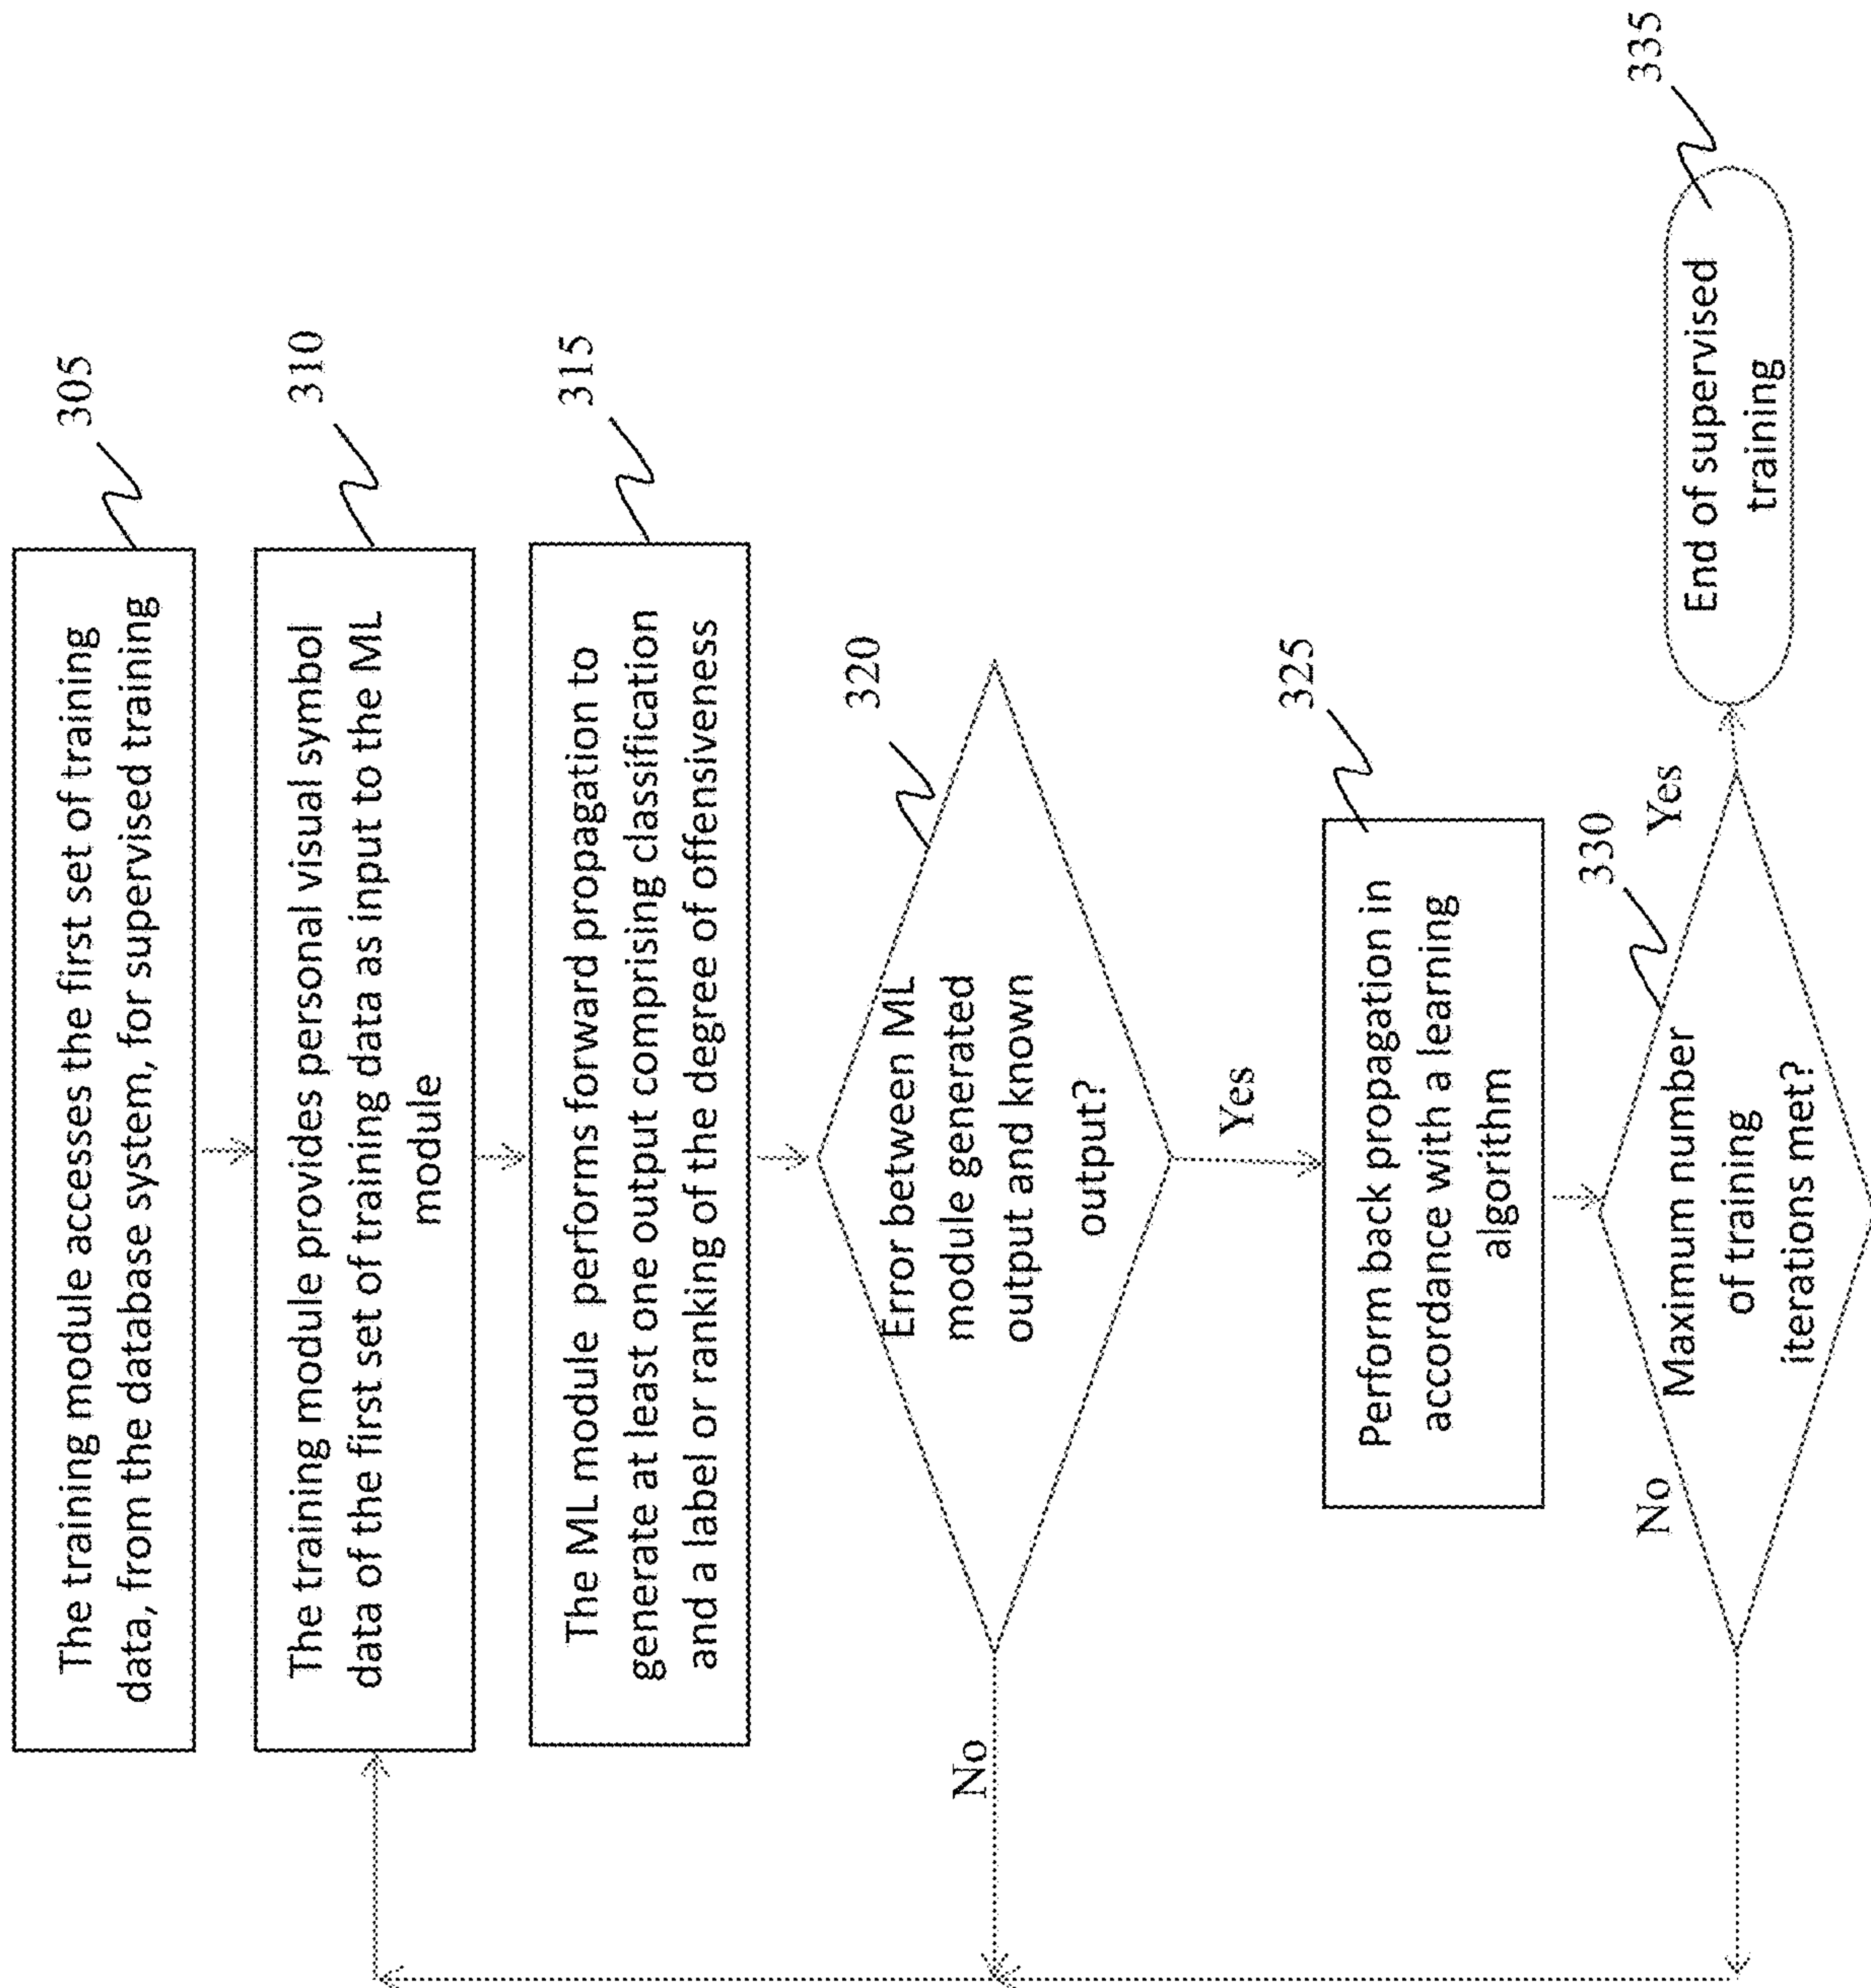 The training module accesses the first set of training
data, from the database system, for supervised training
305
The training module provides personal visual symbol
data of the first set of training data as input to the ML
module
310
The ML module performs forward propagation to
generate at least one output comprising classification
and a label or ranking of the degree of offensiveness
315
Error between ML
module generated
output and known
output?
320
No
Yes
Perform back propagation in
accordance with a learning
algorithm
325
Maximum number
of training
iterations met?
330
No
Yes
End of supervised
training
335